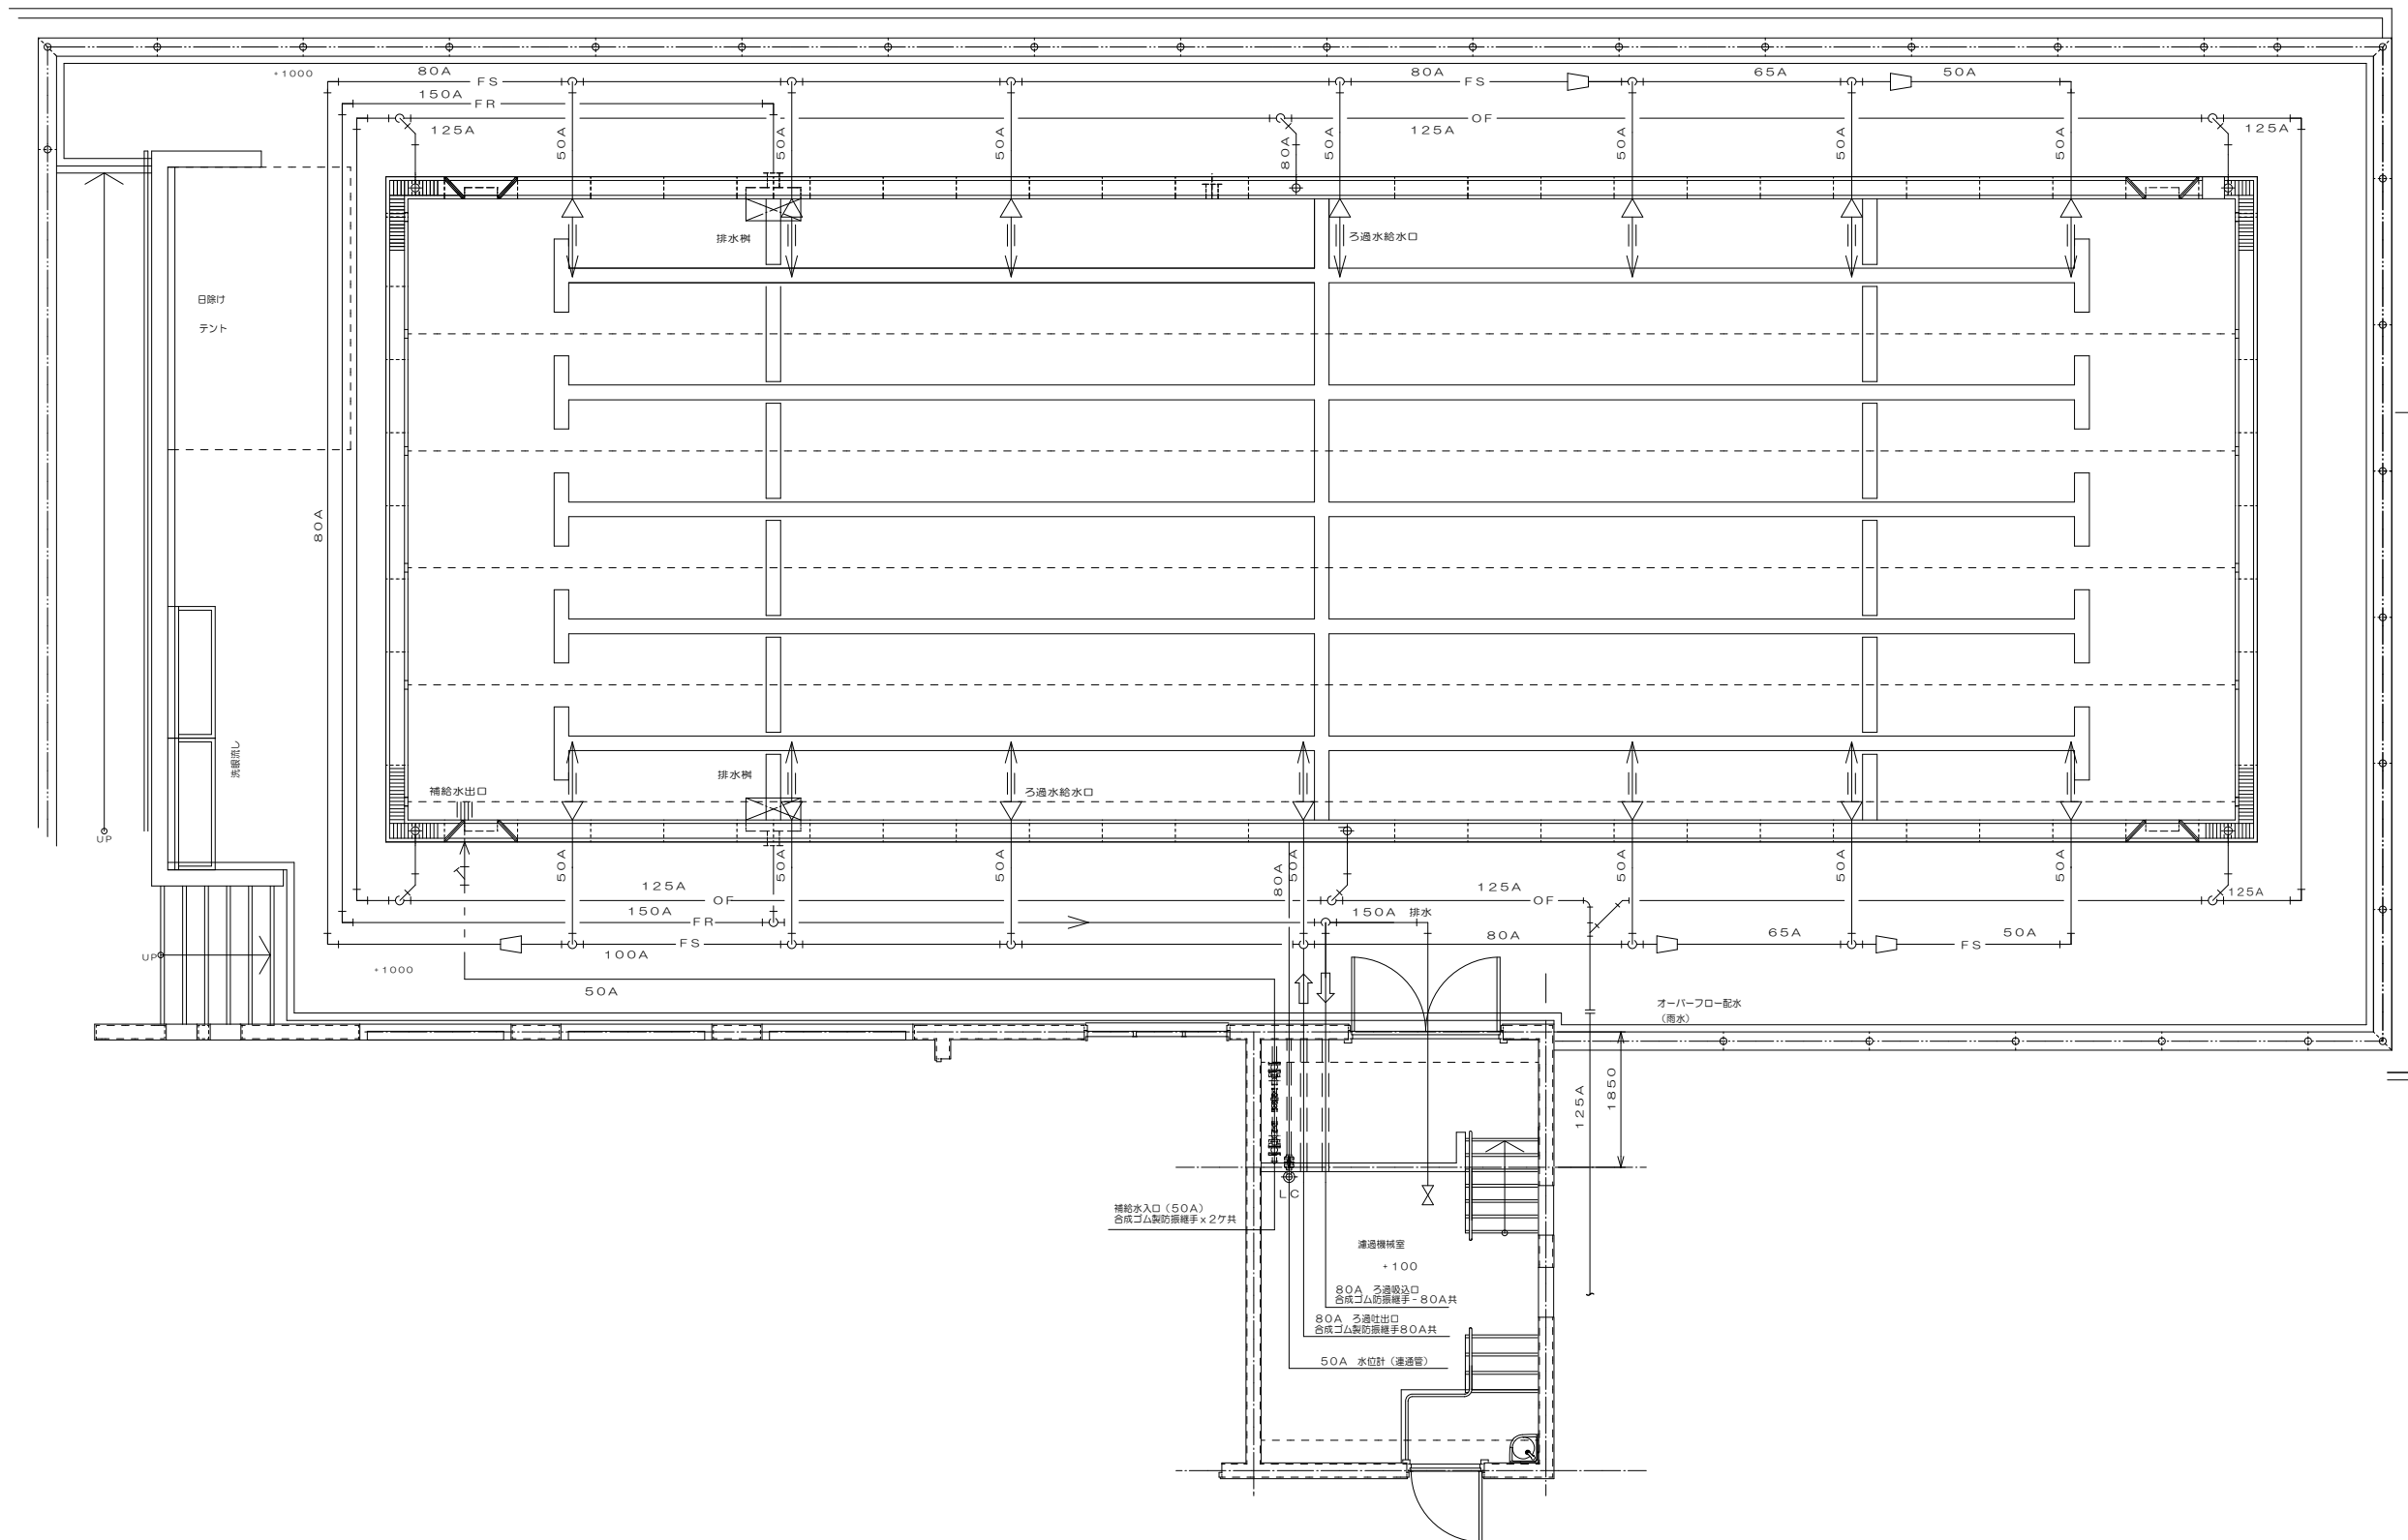 +1000
80A
FS
80A
FS
65A
50A
150A
FR
125A
OF
125A
125A
50A
50A
50A
80A
50A
50A
50A
50A
排水桝
ろ過水給水口
日除け
テント
80A
洗眼流し
排水桝
補給水出口
ろ過水給水口
UP
50A
50A
50A
80A
50A
50A
50A
50A
125A
OF
125A
OF
125A
150A
FR
150A
排水
100A
FS
80A
65A
FS
50A
UP
+1000
50A
オーバーフロー配水
（雨水）
125A
1850
LC
補給水入口（50A）
合成ゴム製防振継手x2ケ共
濾過機械室
+100
80A ろ過吸込口
合成ゴム防振継手-80A共
80A ろ過吐出口
合成ゴム製防振継手80A共
50A 水位計（連通管）